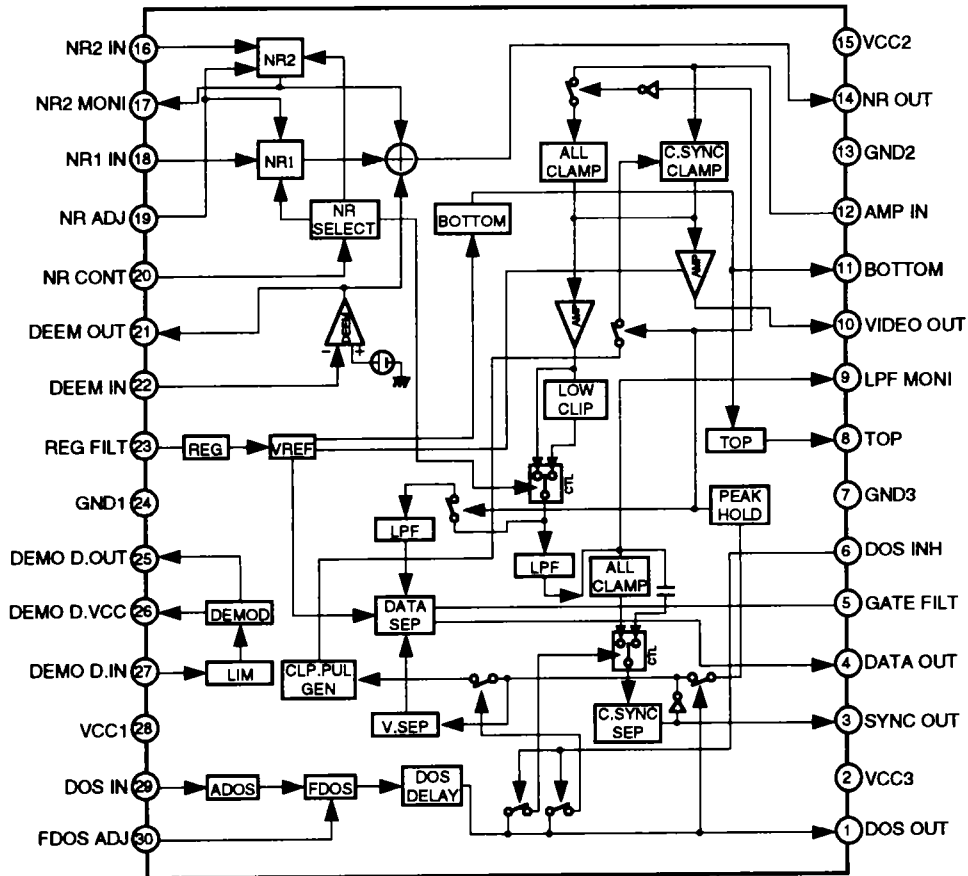 NR2 IN
16
NR2 MONI
17
NR1 IN
18
NR ADJ
19
NR CONT
20
DEEM OUT
21
DEEM IN
22
REG FILT
23
GND1
24
DEMO D.OUT
25
DEMO D.VCC
26
DEMO D.IN
27
VCC1
28
DOS IN
29
FDOS ADJ
30
NR2
NR1
NR
SELECT
DEEM
−
+
REG
VREF
DEMOD
LIM
ADOS
FDOS
DOS
DELAY
BOTTOM
ALL
CLAMP
C.SYNC
CLAMP
AMP
AMP
LOW
CLIP
CTL
LPF
LPF
DATA
SEP
CLP.PUL
GEN
V.SEP
ALL
CLAMP
CTL
C.SYNC
SEP
TOP
PEAK
HOLD
15
VCC2
14
NR OUT
13
GND2
12
AMP IN
11
BOTTOM
10
VIDEO OUT
9
LPF MONI
8
TOP
7
GND3
6
DOS INH
5
GATE FILT
4
DATA OUT
3
SYNC OUT
2
VCC3
1
DOS OUT